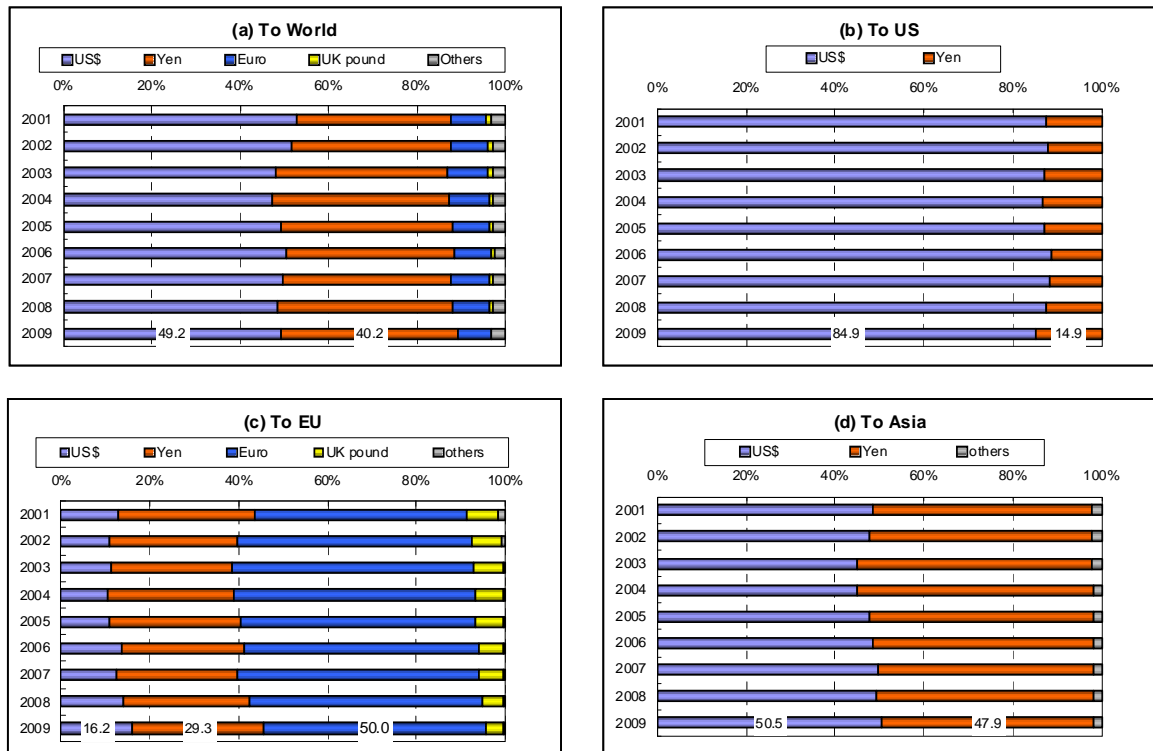 (a) To World
US$ Yen Euro UK pound Others
0% 20% 40% 60% 80% 100%
2001
2002
2003
2004
2005
2006
2007
2008
2009 49.2 40.2
(b) To US
US$ Yen
0% 20% 40% 60% 80% 100%
2001
2002
2003
2004
2005
2006
2007
2008
2009 84.9 14.9
(c) To EU
US$ Yen Euro UK pound others
0% 20% 40% 60% 80% 100%
2001
2002
2003
2004
2005
2006
2007
2008
2009 16.2 29.3 50.0
(d) To Asia
US$ Yen others
0% 20% 40% 60% 80% 100%
2001
2002
2003
2004
2005
2006
2007
2008
2009 50.5 47.9